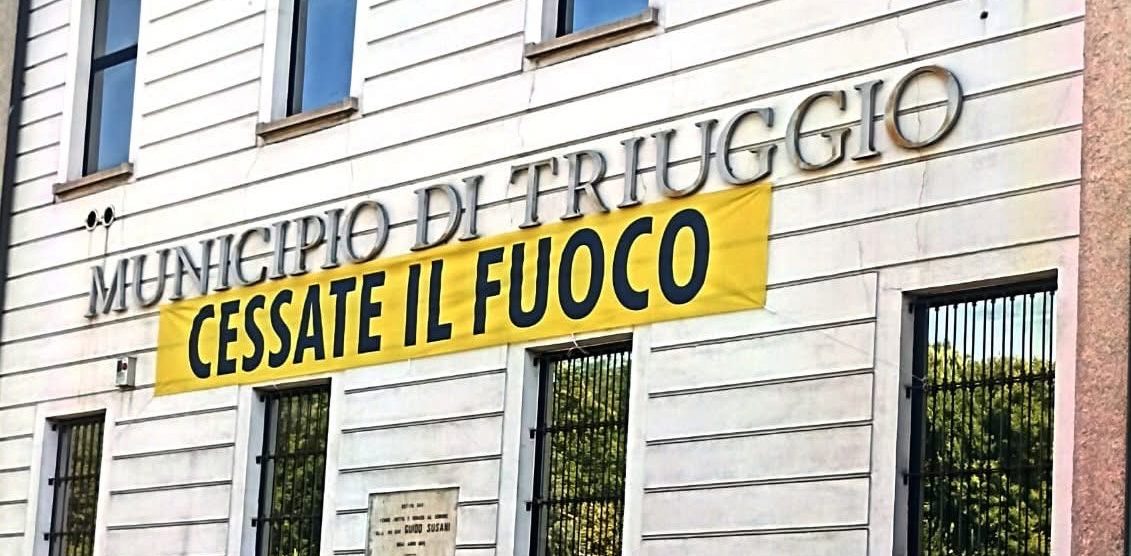 MUNICIPIO DI TRIUGGIO
CESSATE IL FUOCO
GUIDO SUSANI